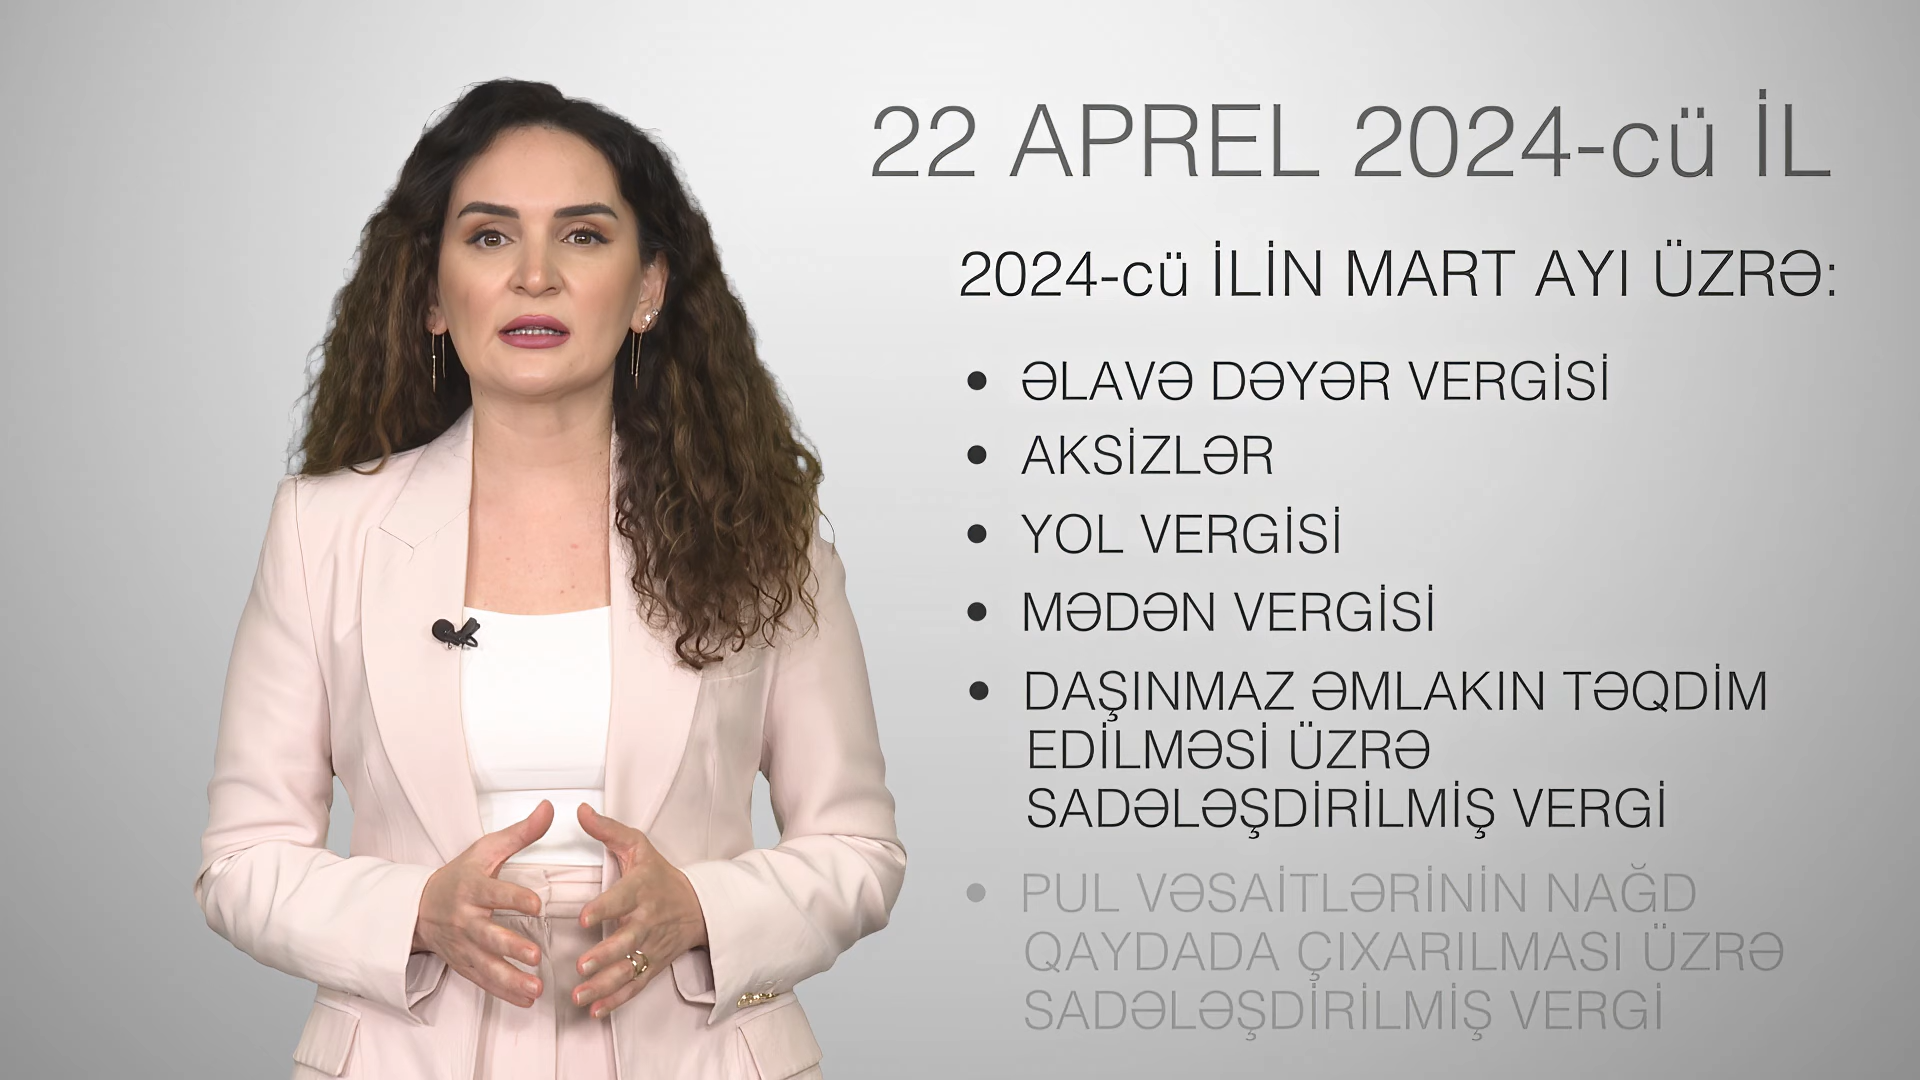 22 APREL 2024-cü İL
2024-cü İLİN MART AYI ÜZRƏ:
• ƏLAVƏ DƏYƏR VERGİSİ
• AKSİZLƏR
• YOL VERGİSİ
• MƏDƏN VERGİSİ
• DAŞINMAZ ƏMLAKIN TƏQDİM
EDİLMƏSİ ÜZRƏ
SADƏLƏŞDİRİLMİŞ VERGİ
• PUL VƏSAİTLƏRİNİN NAĞD
QAYDADA ÇIXARILMASI ÜZRƏ
SADƏLƏŞDİRİLMİŞ VERGİ